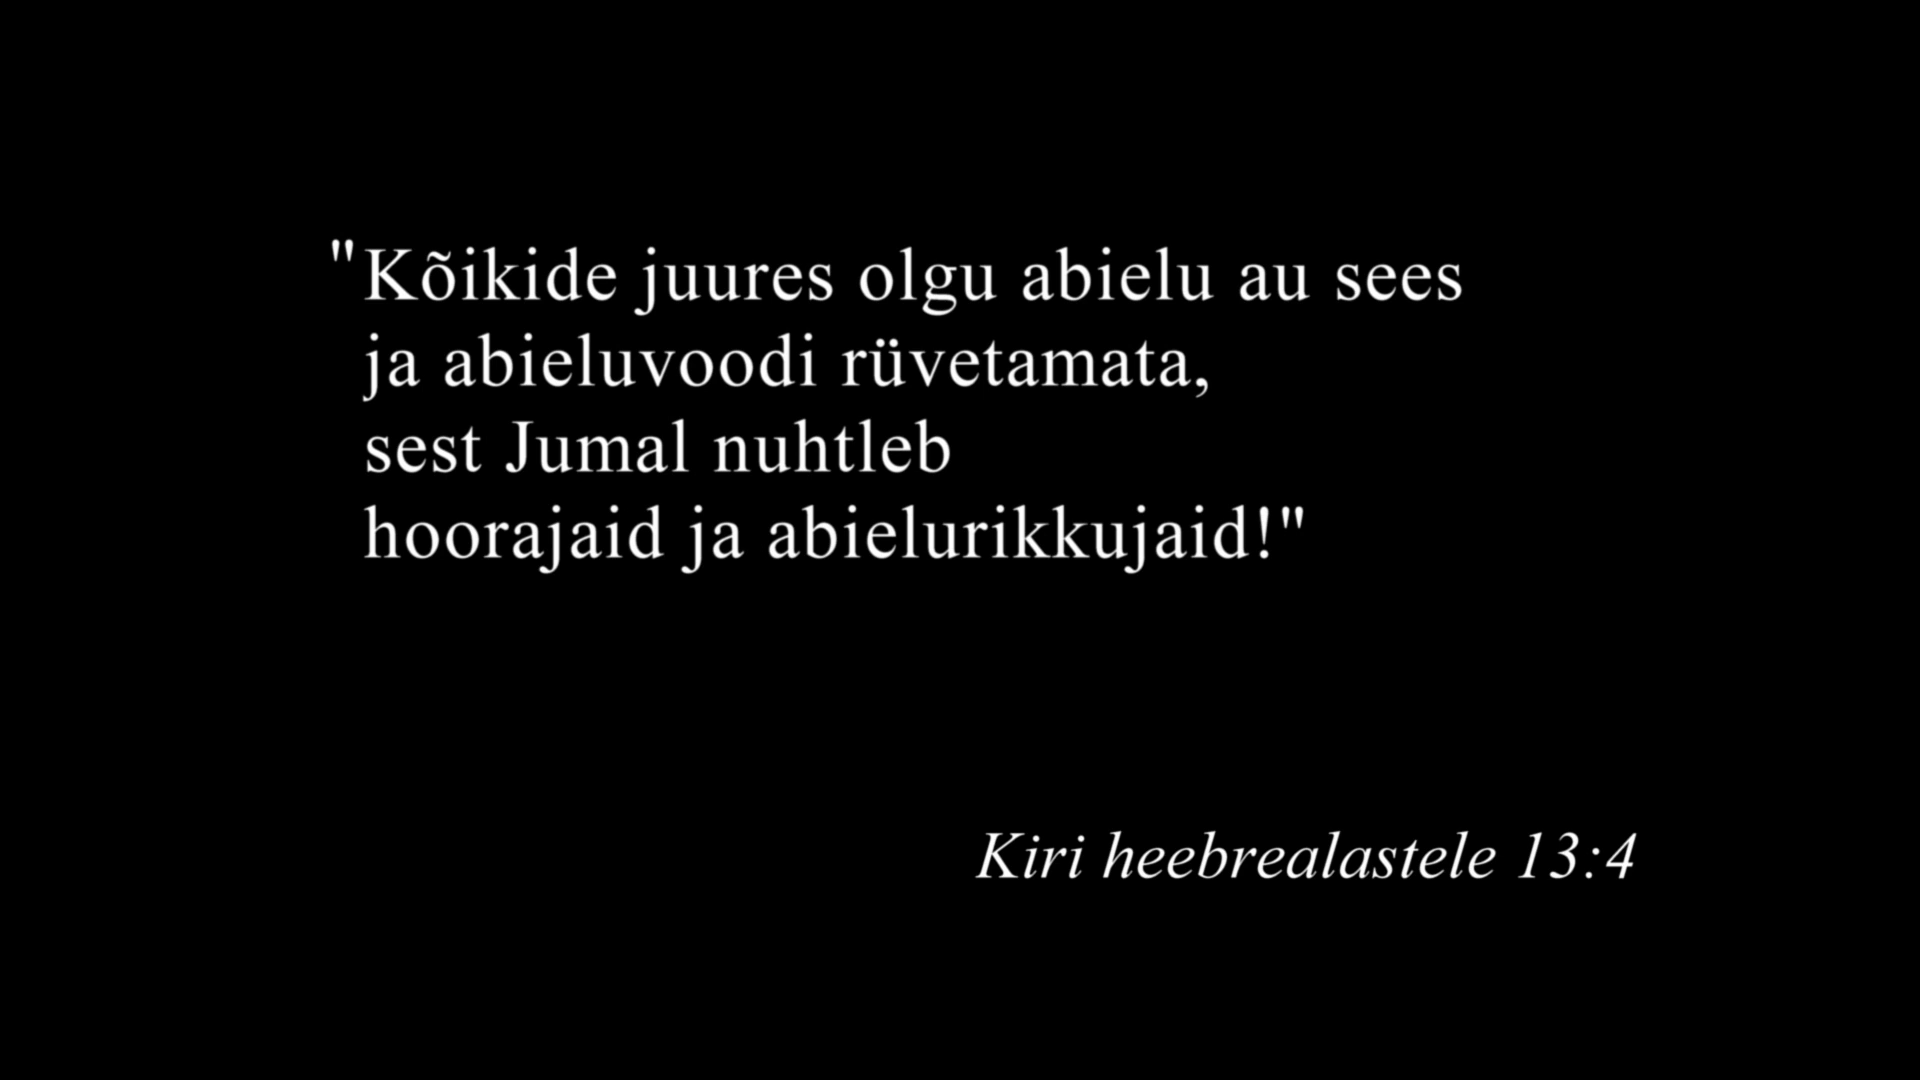 "Kõikide juures olgu abielu au sees
ja abieluvoodi rüvetamata,
sest Jumal nuhtleb
hoorajaid ja abielurikkujaid!"
Kiri heebrealastele 13:4